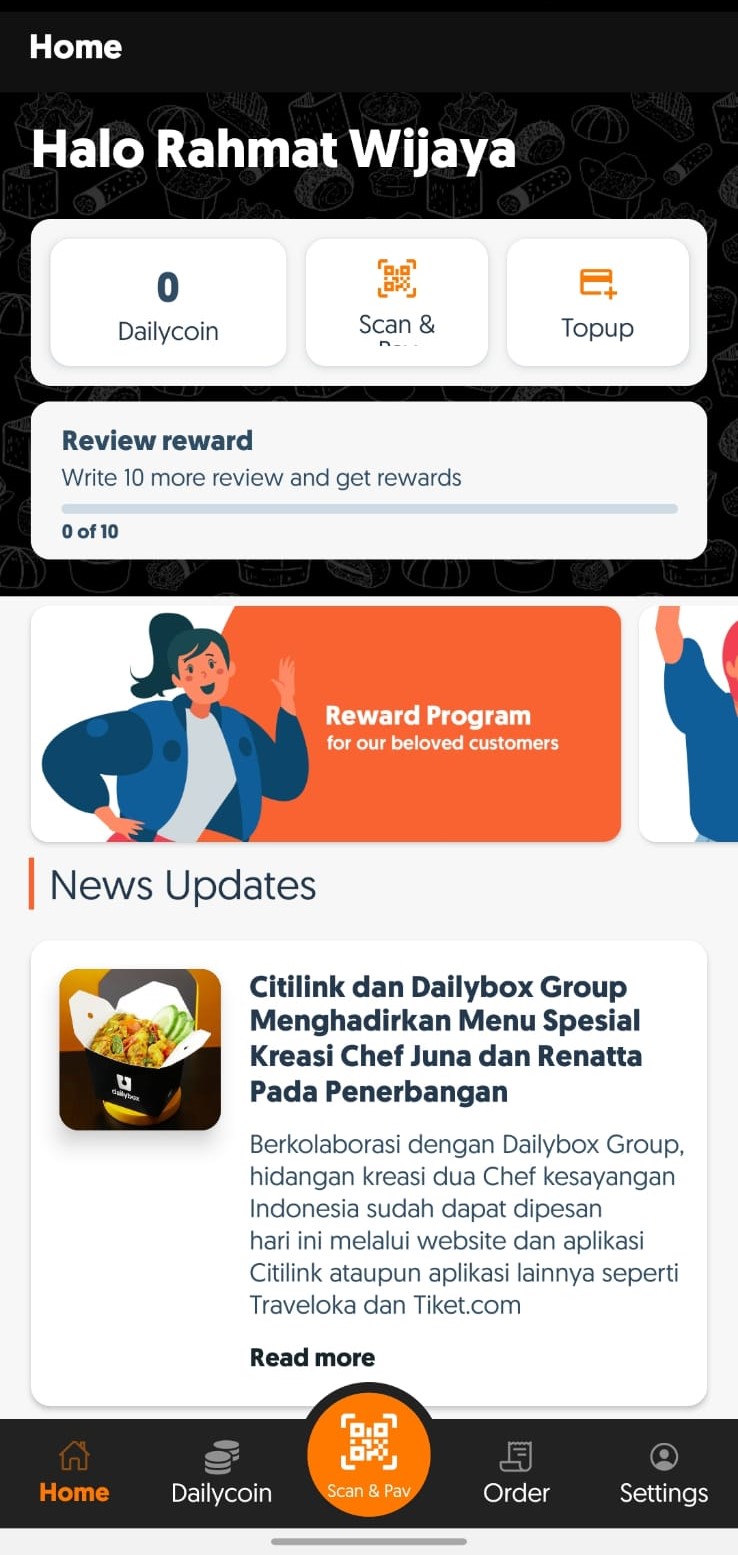 Home
Halo Rahmat Wijaya
0
Dailycoin
Scan &
Topup
Review reward
Write 10 more review and get rewards
0 of 10
Reward Program
for our beloved customers
News Updates
dailybox
Citilink dan Dailybox Group
Menghadirkan Menu Spesial
Kreasi Chef Juna dan Renatta
Pada Penerbangan
Berkolaborasi dengan Dailybox Group,
hidangan kreasi dua Chef kesayangan
Indonesia sudah dapat dipesan
hari ini melalui website dan aplikasi
Citilink ataupun aplikasi lainnya seperti
Traveloka dan Tiket.com
Read more
Home
Dailycoin
Scan & Pay
Order
Settings